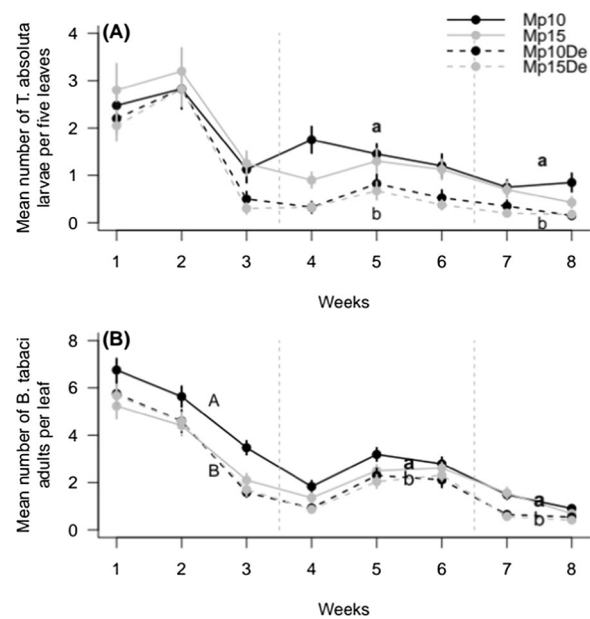 (A)
Mp10
Mp15
Mp10De
Mp15De
Mean number of T. absoluta
larvae per five leaves
4
3
2
1
0
a
b
a
b
1 2 3 4 5 6 7 8
Weeks
(B)
Mean number of B. tabaci
adults per leaf
8
6
4
2
0
A
B
a
b
a
b
1 2 3 4 5 6 7 8
Weeks